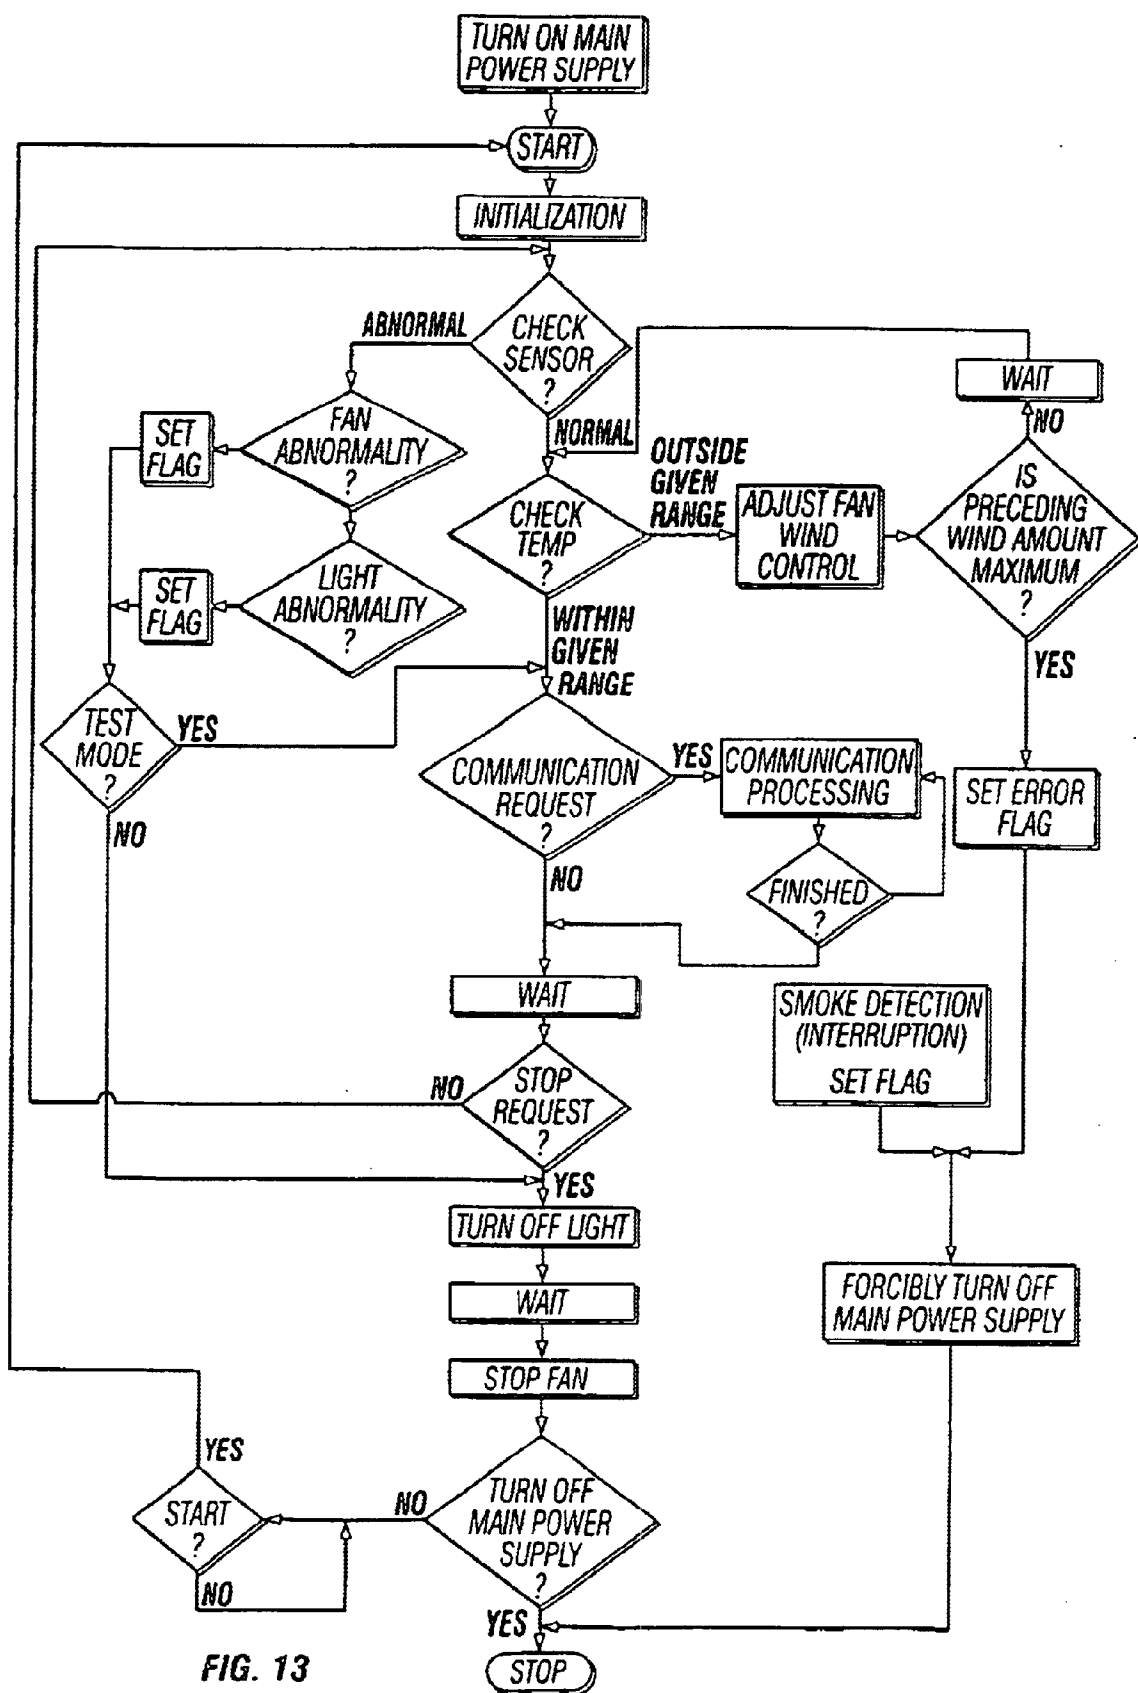 TURN ON MAIN
POWER SUPPLY
START
INITIALIZATION
CHECK
SENSOR
?
ABNORMAL
NORMAL
FAN
ABNORMALITY
?
SET
FLAG
LIGHT
ABNORMALITY
?
SET
FLAG
TEST
MODE
?
YES
NO
CHECK
TEMP
?
OUTSIDE
GIVEN
RANGE
ADJUST FAN
WIND
CONTROL
IS
PRECEDING
WIND AMOUNT
MAXIMUM
?
NO
WAIT
YES
SET ERROR
FLAG
WITHIN
GIVEN
RANGE
COMMUNICATION
REQUEST
?
YES
COMMUNICATION
PROCESSING
FINISHED
?
NO
WAIT
SMOKE DETECTION
(INTERRUPTION)
SET FLAG
STOP
REQUEST
?
NO
YES
TURN OFF LIGHT
WAIT
STOP FAN
FORCIBLY TURN OFF
MAIN POWER SUPPLY
TURN OFF
MAIN POWER
SUPPLY
?
NO
START
?
YES
NO
YES
STOP
FIG. 13